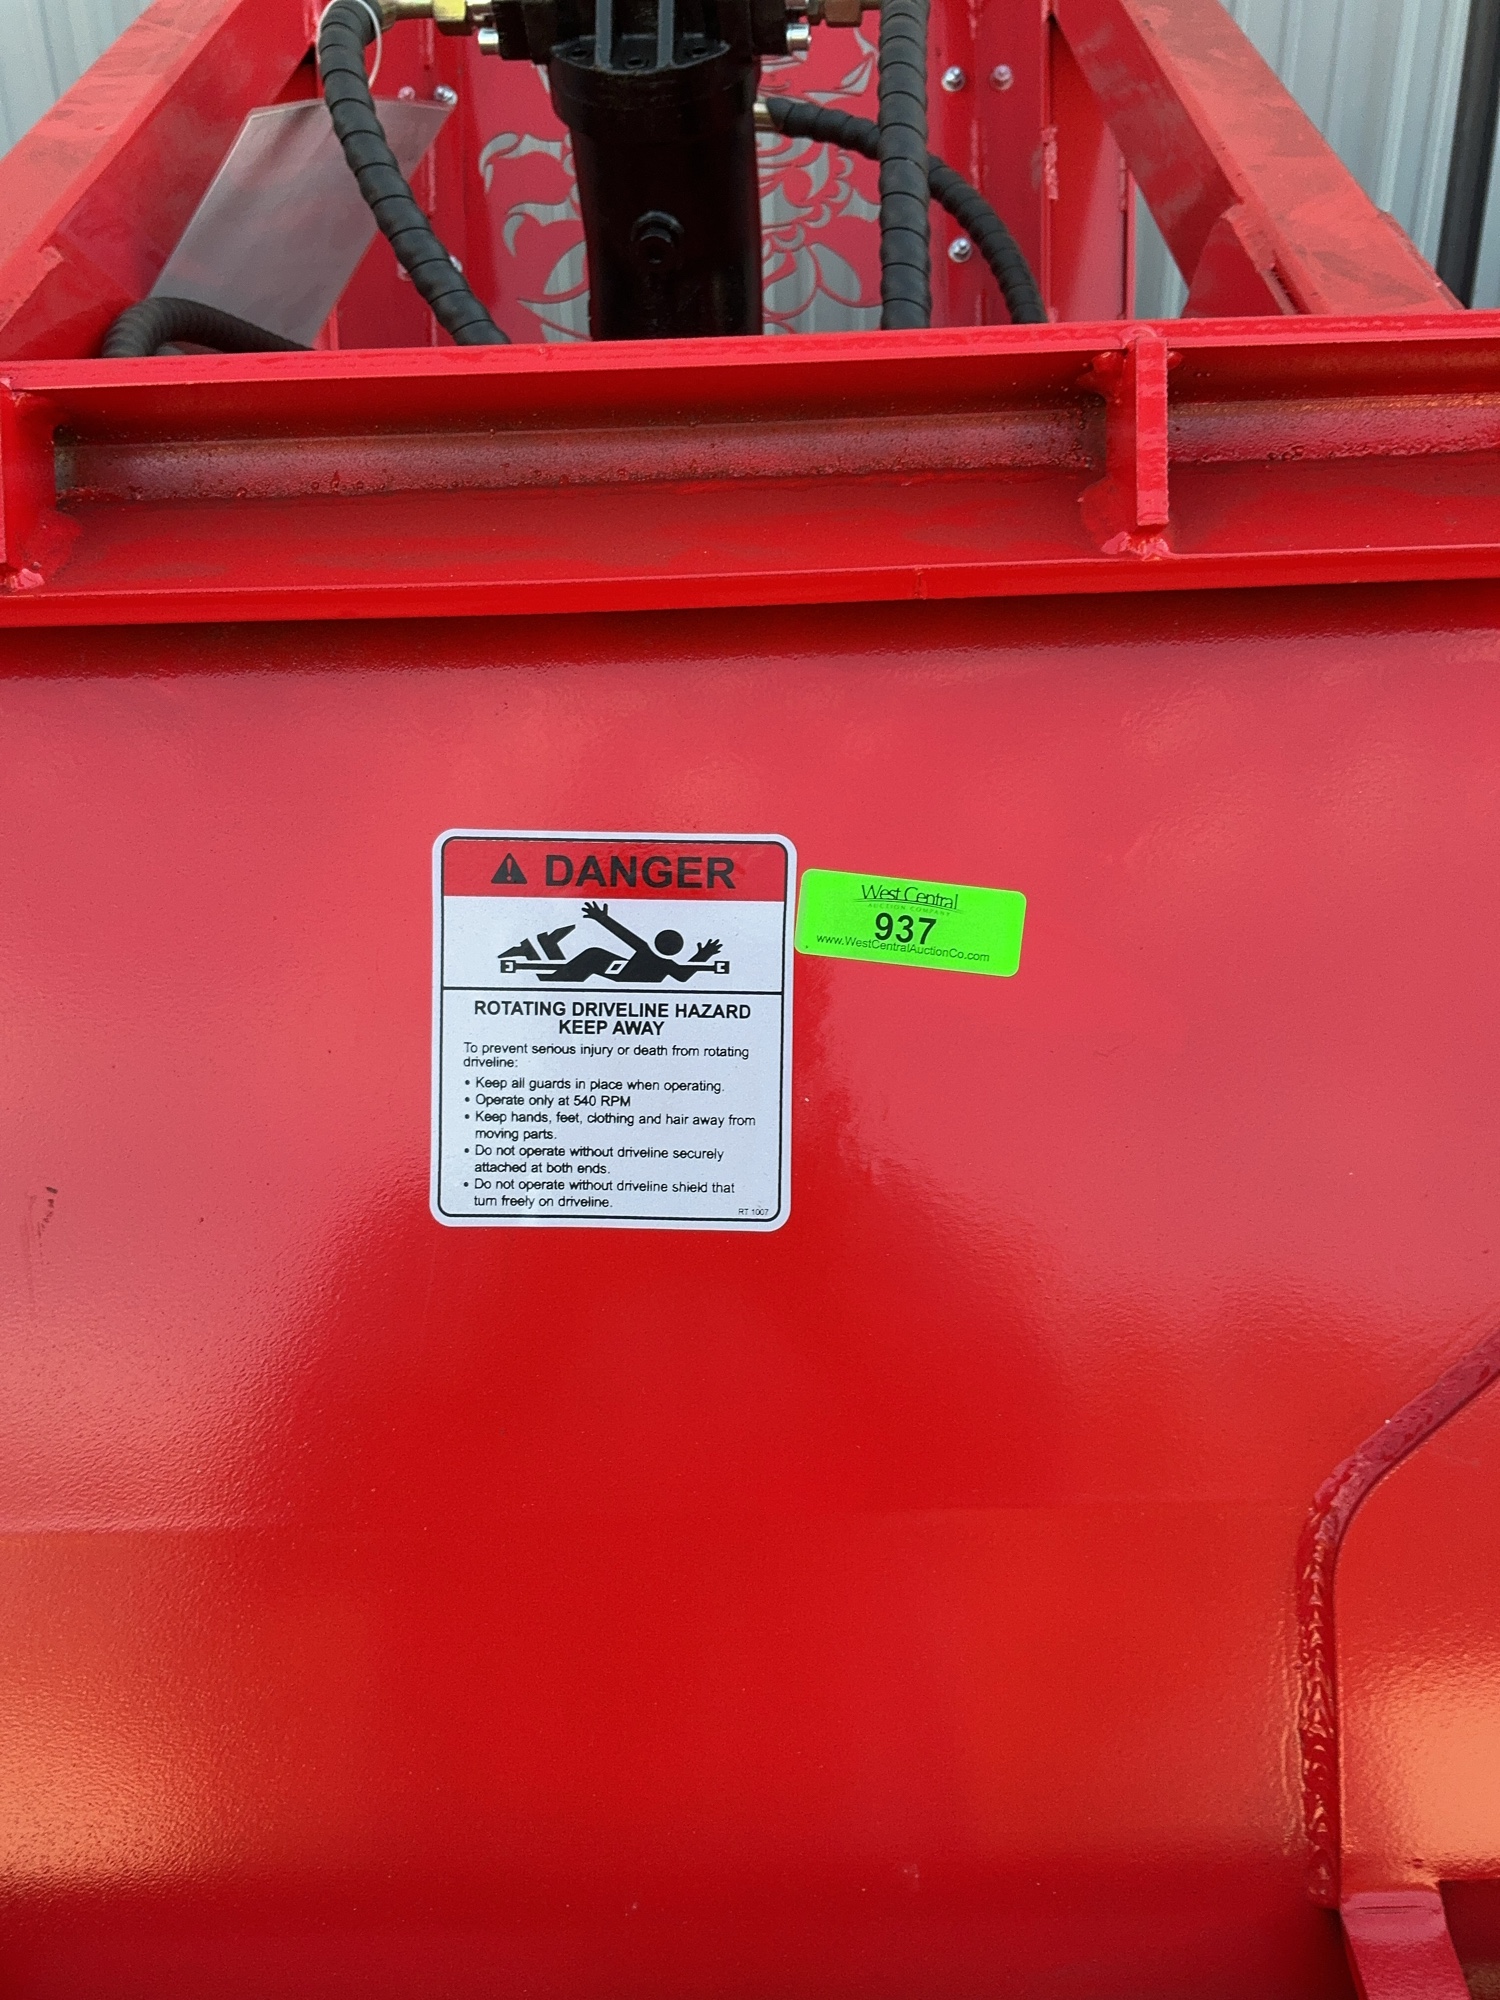 DANGER
ROTATING DRIVELINE HAZARD
KEEP AWAY
To prevent serious injury or death from rotating
driveline:
• Keep all guards in place when operating.
• Operate only at 540 RPM
• Keep hands, feet, clothing and hair away from
moving parts.
• Do not operate without driveline securely
attached at both ends.
• Do not operate without driveline shield that
turn freely on driveline.
RT 1007
West Central
AUCTION COMPANY
937
www.WestCentralAuctionCo.com